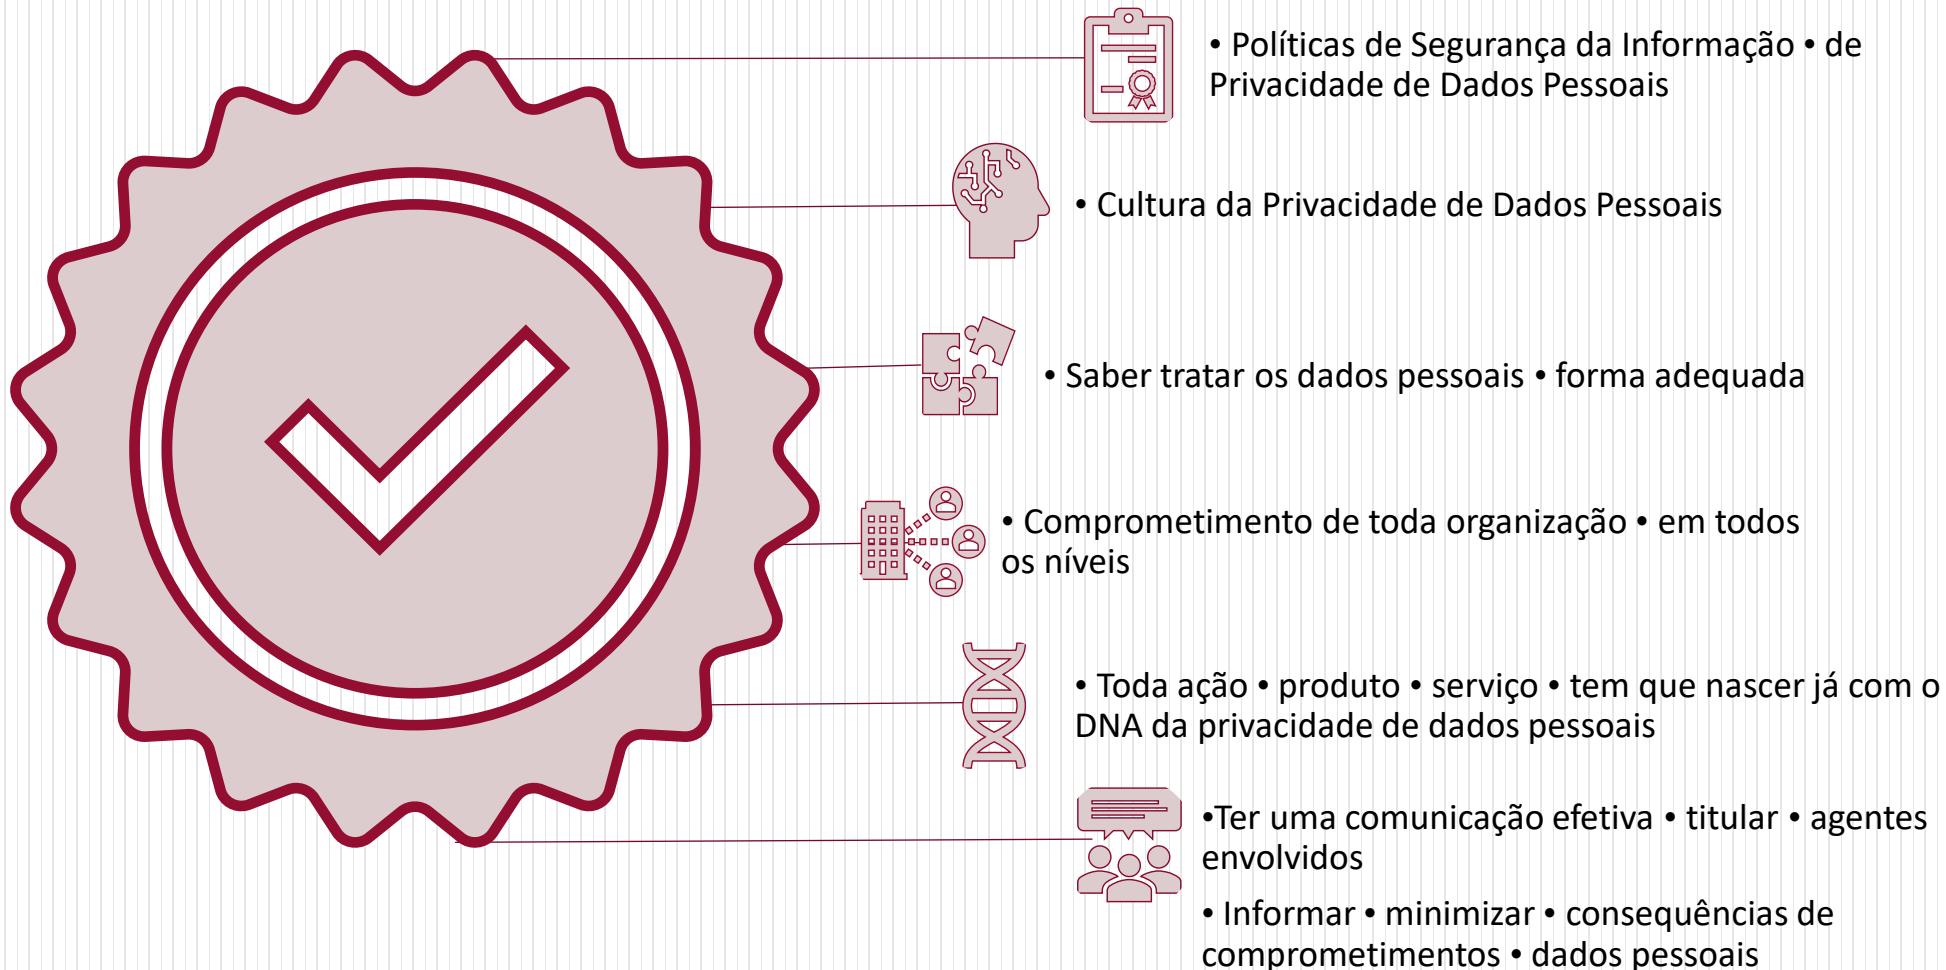 • Políticas de Segurança da Informação • de
Privacidade de Dados Pessoais
• Cultura da Privacidade de Dados Pessoais
• Saber tratar os dados pessoais • forma adequada
• Comprometimento de toda organização • em todos
os níveis
• Toda ação • produto • serviço • tem que nascer já com o
DNA da privacidade de dados pessoais
•Ter uma comunicação efetiva • titular • agentes
envolvidos
• Informar • minimizar • consequências de
comprometimentos • dados pessoais